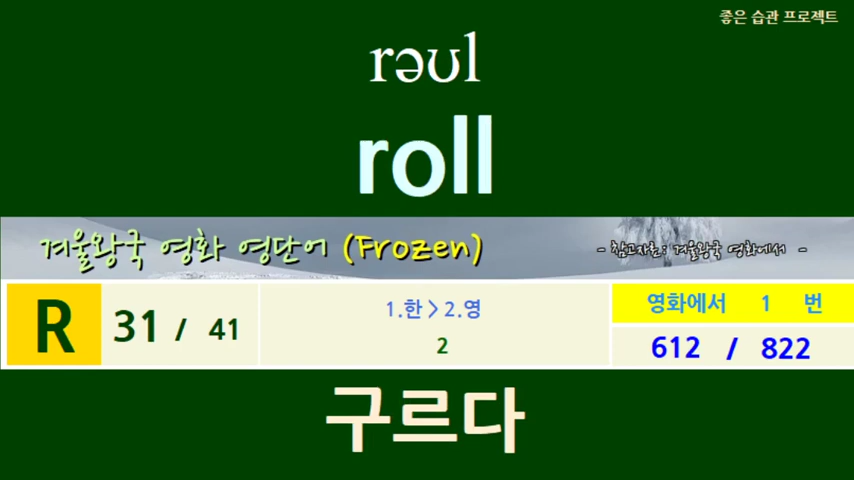 좋은 습관 프로젝트
rəʊl
roll
겨울왕국 영화 영단어 (Frozen)
- 참고자료: 겨울왕국 영화에서 -
R 31 / 41
1.한 > 2.영
2
영화에서 1 번
612 / 822
구르다